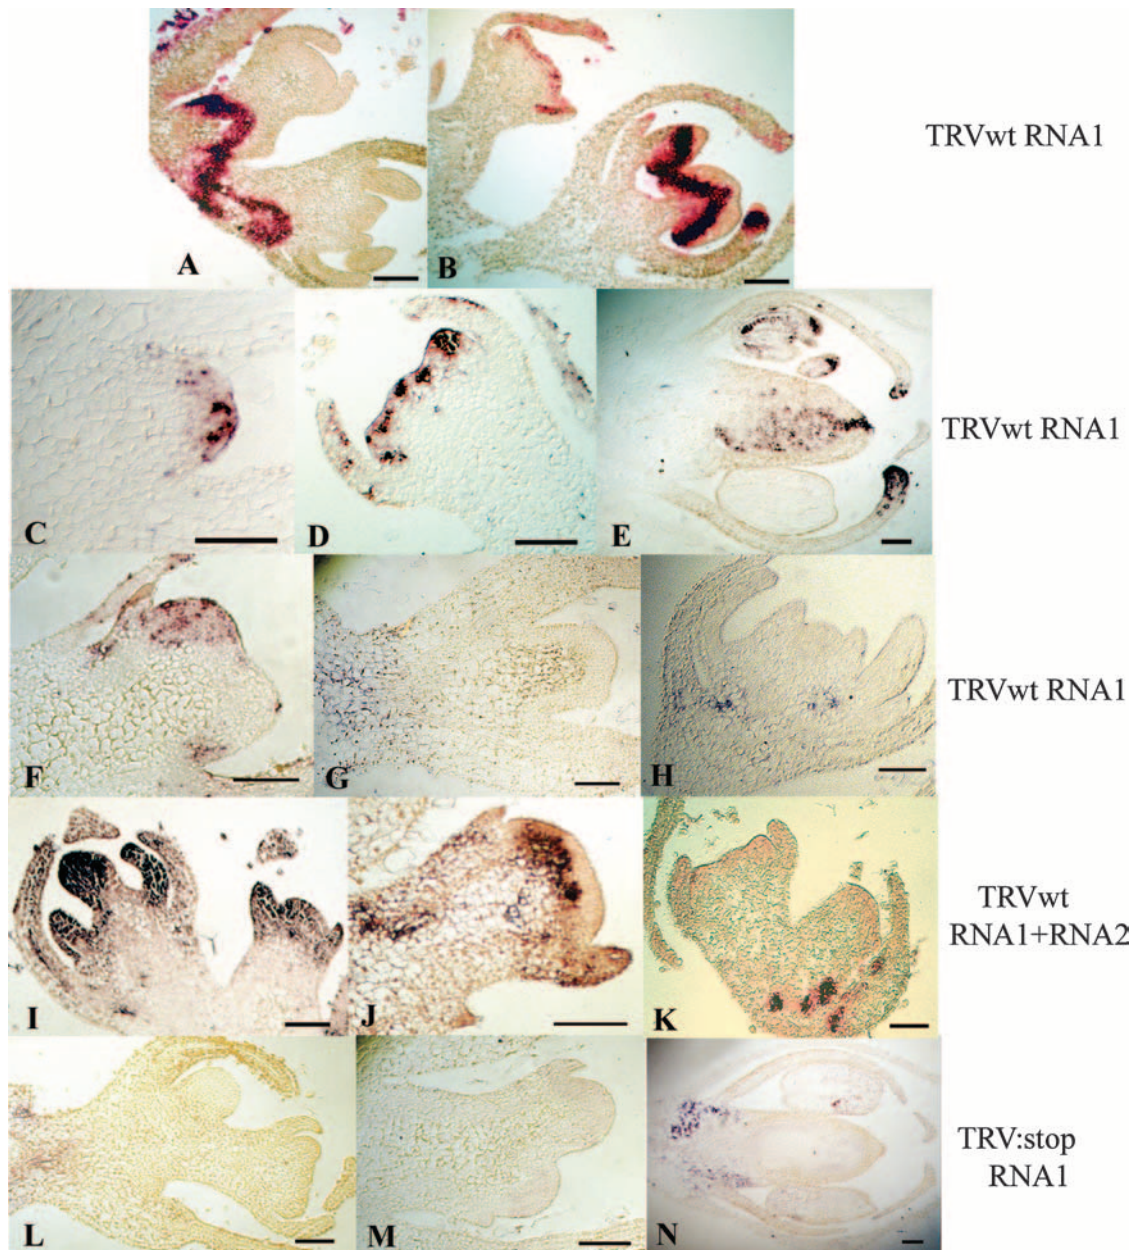 A
B
TRVwt RNA1
C
D
E
TRVwt RNA1
F
G
H
TRVwt RNA1
I
J
K
TRVwt
RNA1+RNA2
L
M
N
TRV:stop
RNA1